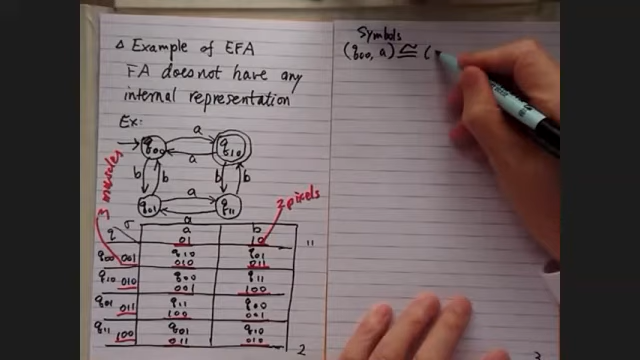 Δ Example of EFA
FA does not have any
internal representation
Ex:
a
q00
q10
a
b
b
b
b
a
q01
q11
a
3 muscles
2 pixels
σ
q
a
b
01
10
q00 001
q10
q01
010
011
q10 010
q00
q11
001
100
q01 011
q11
q00
100
001
q11 100
q01
q10
011
010
"
2
Symbols
(q00, a) ≅ (
3